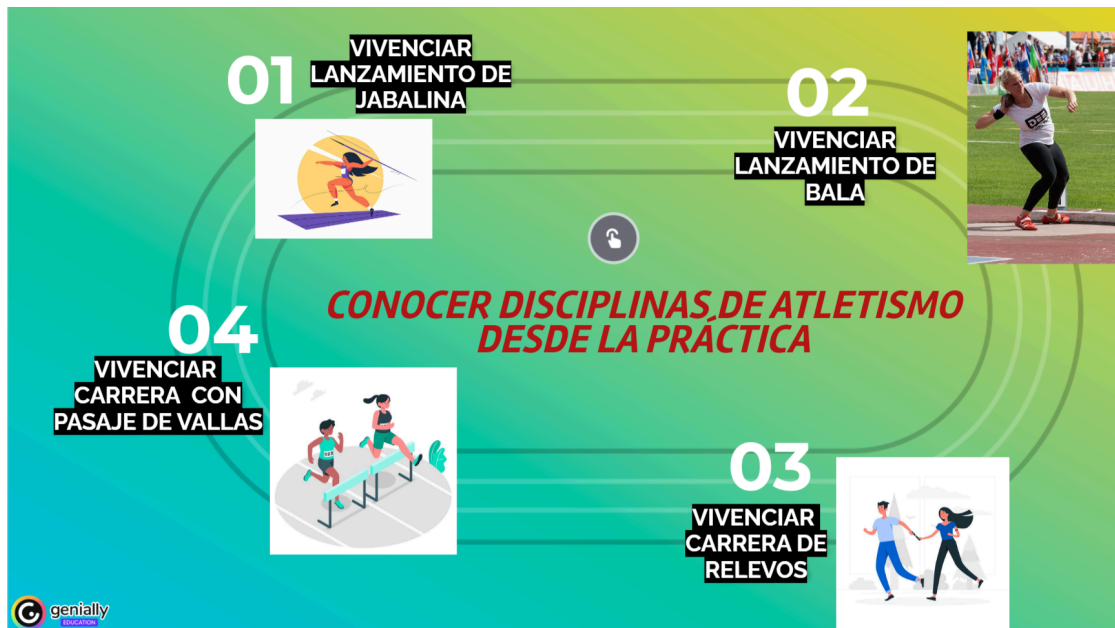 01
VIVENCIAR
LANZAMIENTO DE
JABALINA
02
VIVENCIAR
LANZAMIENTO DE
BALA
CONOCER DISCIPLINAS DE ATLETISMO
DESDE LA PRÁCTICA
04
VIVENCIAR
CARRERA CON
PASAJE DE VALLAS
03
VIVENCIAR
CARRERA DE
RELEVOS
genially
EDUCATION